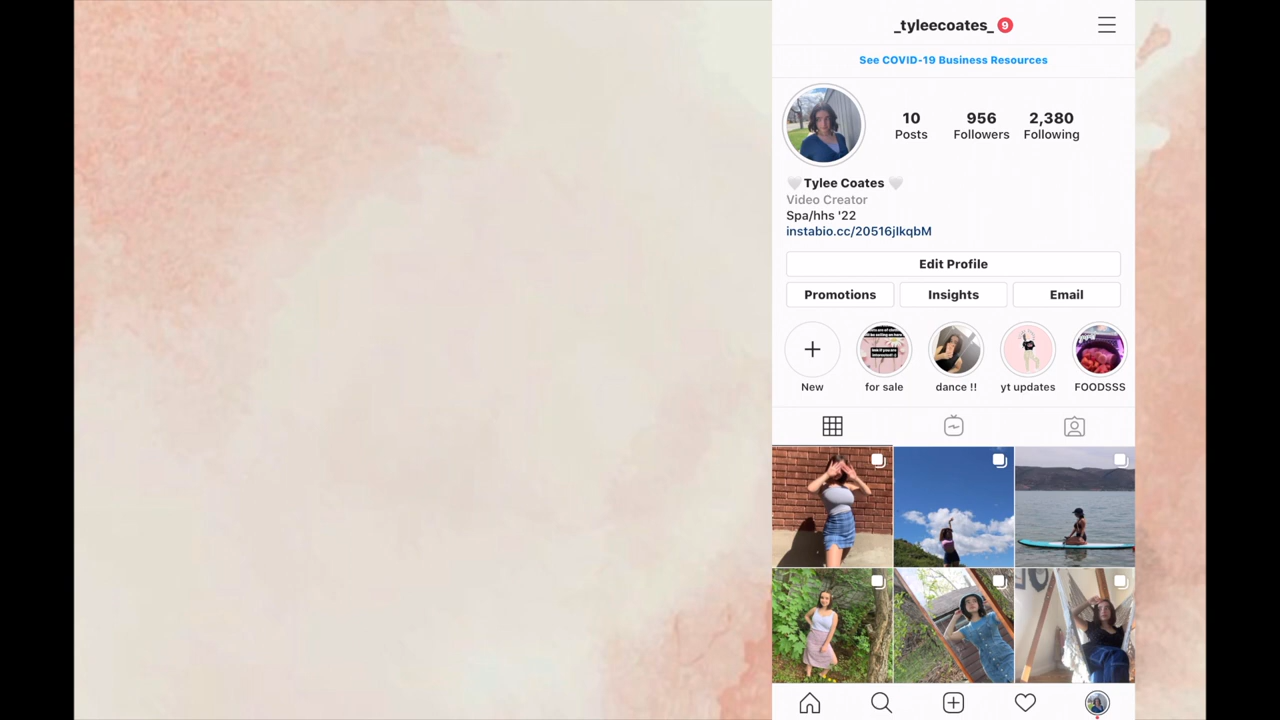 _tyleecoates_ 9
See COVID-19 Business Resources
10 956 2,380
Posts Followers Following
🤍Tylee Coates 🤍
Video Creator
Spa/hhs '22
instabio.cc/20516jIkqbM
Edit Profile
Promotions Insights Email
New for sale dance !! yt updates FOODSSS